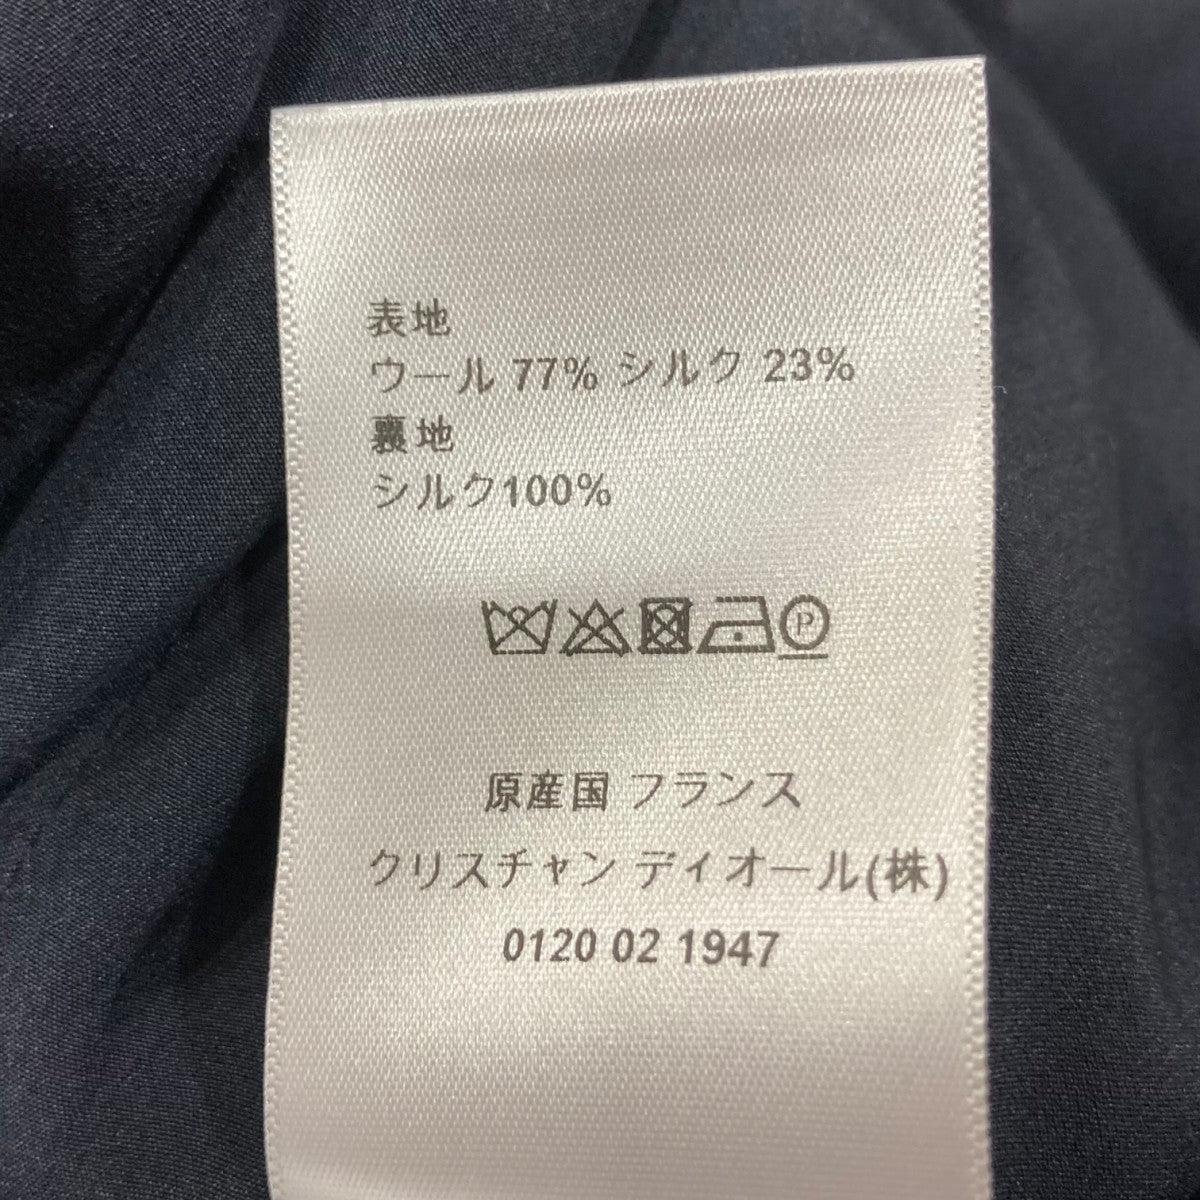 表地
ウール 77% シルク 23%
裏地
シルク100%
P
原産国 フランス
クリスチャン ディオール(株)
0120 02 1947